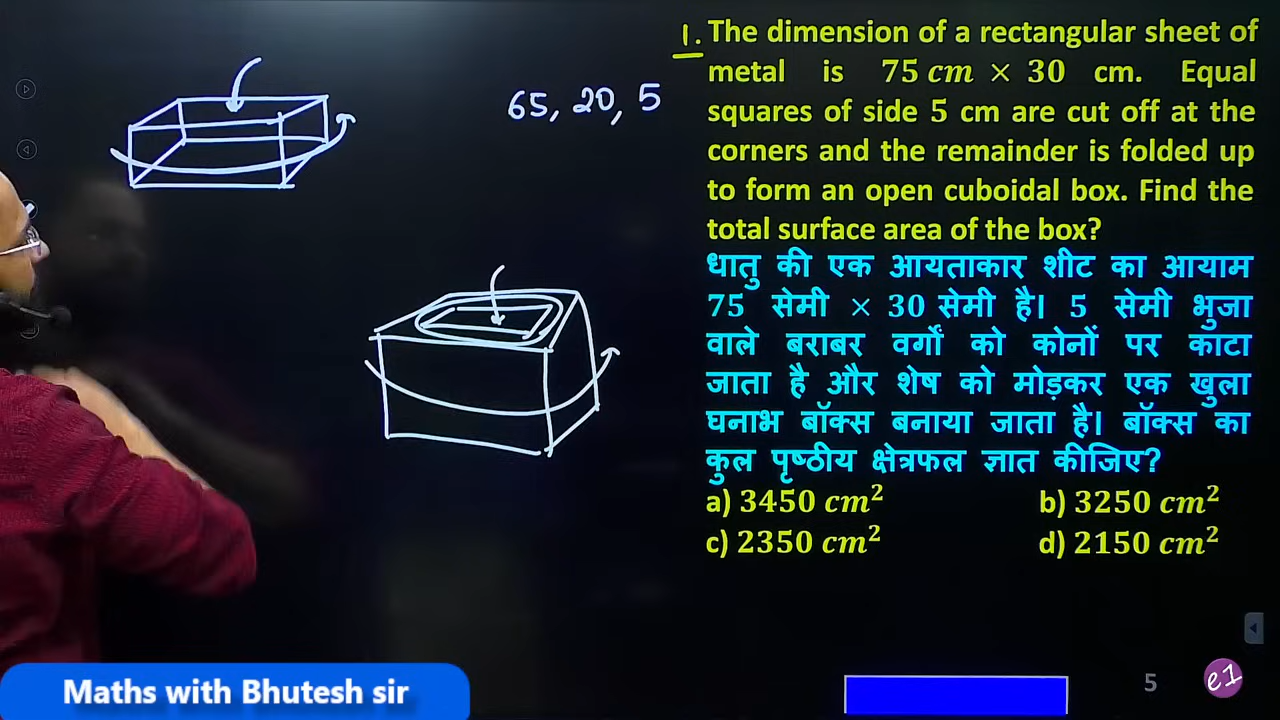 65, 20, 5
1. The dimension of a rectangular sheet of
metal is 75 cm × 30 cm. Equal
squares of side 5 cm are cut off at the
corners and the remainder is folded up
to form an open cuboidal box. Find the
total surface area of the box?
धातु की एक आयताकार शीट का आयाम
75 सेमी × 30 सेमी है। 5 सेमी भुजा
वाले बराबर वर्गों को कोनों पर काटा
जाता है और शेष को मोड़कर एक खुला
घनाभ बॉक्स बनाया जाता है। बॉक्स का
कुल पृष्ठीय क्षेत्रफल ज्ञात कीजिए?
a) 3450 cm² b) 3250 cm²
c) 2350 cm² d) 2150 cm²
Maths with Bhutesh sir
5
e1